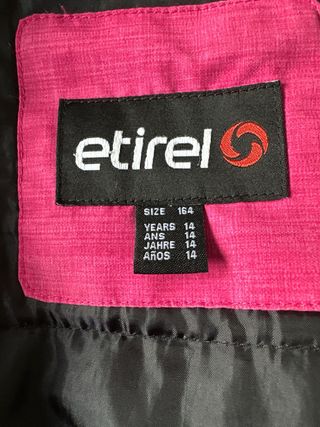 etirel
SIZE 164
YEARS 14
ANS 14
JAHRE 14
AñOS 14